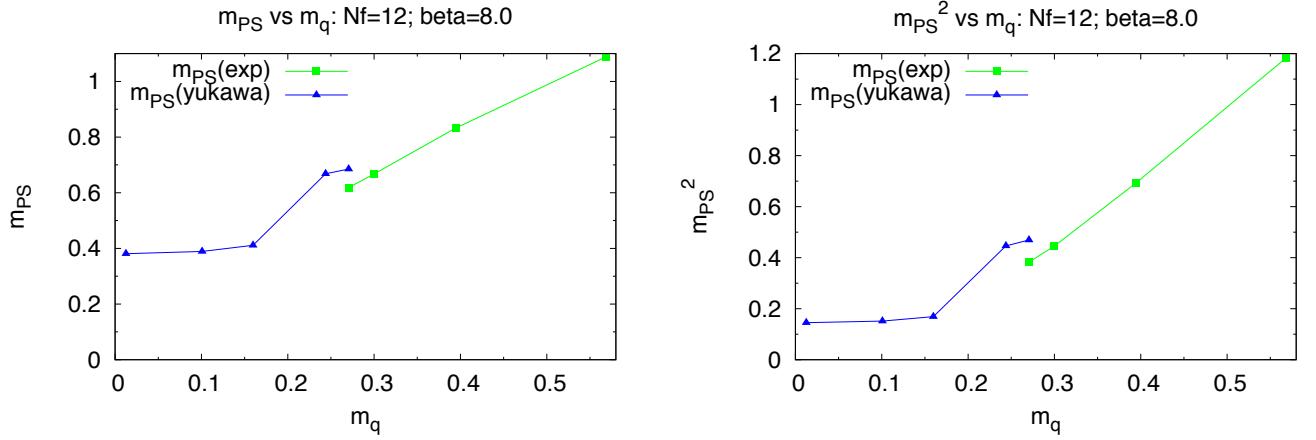 m_PS vs m_q: Nf=12; beta=8.0
m_PS(exp)
m_PS(yukawa)
m_PS
1
0.8
0.6
0.4
0.2
0
0 0.1 0.2 0.3 0.4 0.5
m_q
m_PS^2 vs m_q: Nf=12; beta=8.0
m_PS(exp)
m_PS(yukawa)
m_PS^2
1.2
1
0.8
0.6
0.4
0.2
0
0 0.1 0.2 0.3 0.4 0.5
m_q